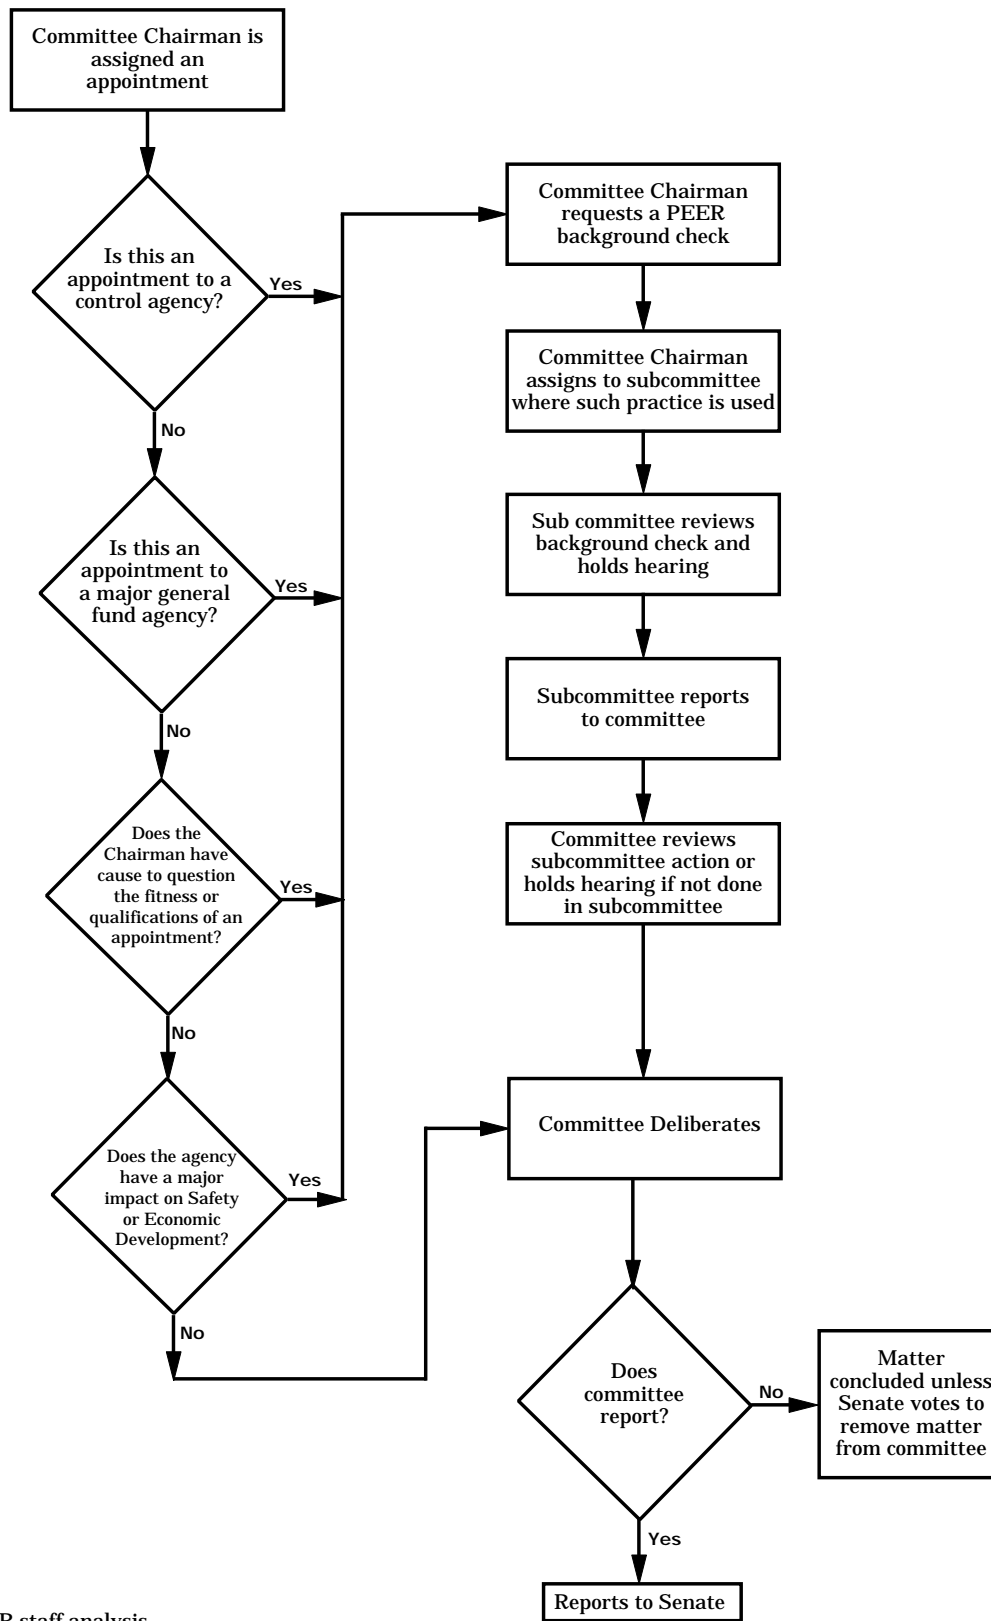 Committee Chairman is
assigned an
appointment
Is this an
appointment to a
control agency?
Yes
No
Is this an
appointment to
a major general
fund agency?
Yes
No
Does the
Chairman have
cause to question
the fitness or
qualifications of an
appointment?
Yes
No
Does the agency
have a major
impact on Safety
or Economic
Development?
Yes
No
Committee Chairman
requests a PEER
background check
Committee Chairman
assigns to subcommittee
where such practice is used
Sub committee reviews
background check and
holds hearing
Subcommittee reports
to committee
Committee reviews
subcommittee action or
holds hearing if not done
in subcommittee
Committee Deliberates
Does
committee
report?
No
Matter
concluded unless
Senate votes to
remove matter
from committee
Yes
Reports to Senate
R staff analysis